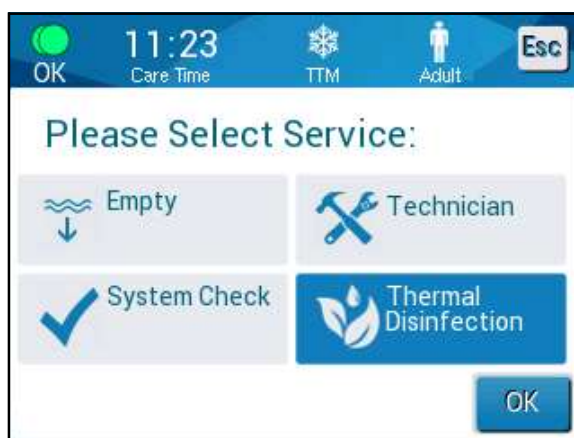 11:23
Esc
OK
Care Time
TTM
Adult
Please Select Service:
Empty
Technician
System Check
Thermal
Disinfection
OK